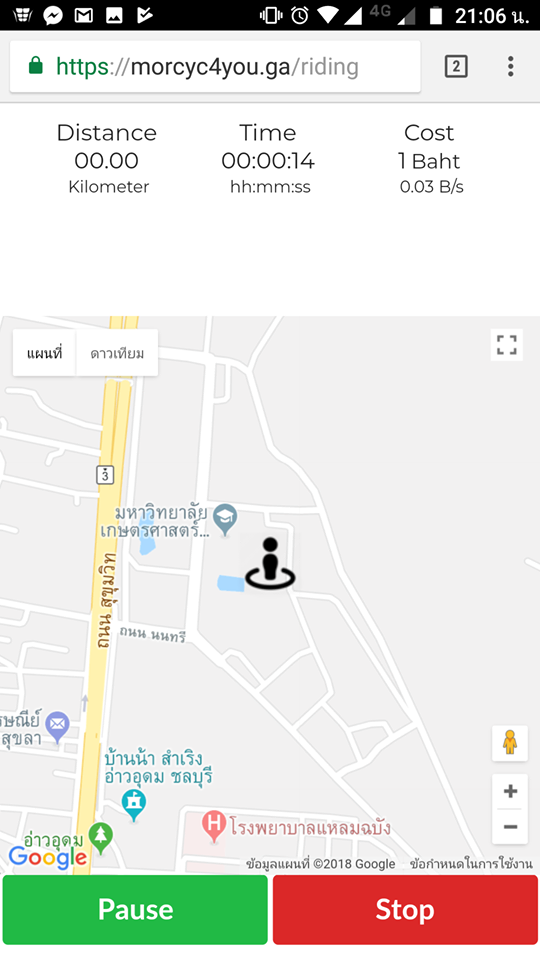 4G
21:06 น.
https://morcyc4you.ga/riding
2
Distance
00.00
Kilometer
Time
00:00:14
hh:mm:ss
Cost
1 Baht
0.03 B/s
แผนที่
ดาวเทียม
3
มหาวิทยาลัย
เกษตรศาสตร์...
ถนน สุขุมวิท
ถนน นนทรี
รษณีย์
สุขลา
บ้านน้า สำเริง
อ่าวอุดม ชลบุรี
H
โรงพยาบาลแหลมฉบัง
อ่าวอุดม
Google
ข้อมูลแผนที่ ©2018 Google
ข้อกำหนดในการใช้งาน
+
−
Pause
Stop